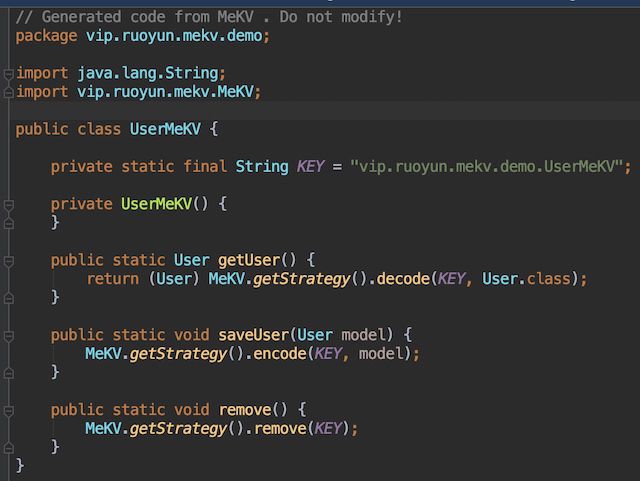 // Generated code from MeKV . Do not modify!
package vip.ruoyun.mekv.demo;
import java.lang.String;
import vip.ruoyun.mekv.MeKV;
public class UserMeKV {
private static final String KEY = "vip.ruoyun.mekv.demo.UserMeKV";
private UserMeKV() {
}
public static User getUser() {
return (User) MeKV.getStrategy().decode(KEY, User.class);
}
public static void saveUser(User model) {
MeKV.getStrategy().encode(KEY, model);
}
public static void remove() {
MeKV.getStrategy().remove(KEY);
}
}